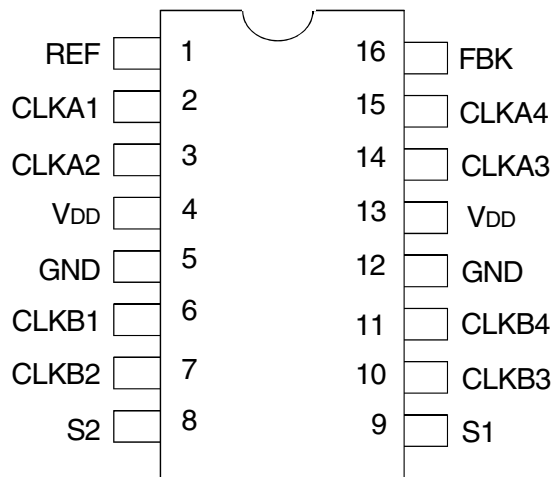 REF 1 16 FBK
CLKA1 2 15 CLKA4
CLKA2 3 14 CLKA3
VDD 4 13 VDD
GND 5 12 GND
CLKB1 6 11 CLKB4
CLKB2 7 10 CLKB3
S2 8 9 S1